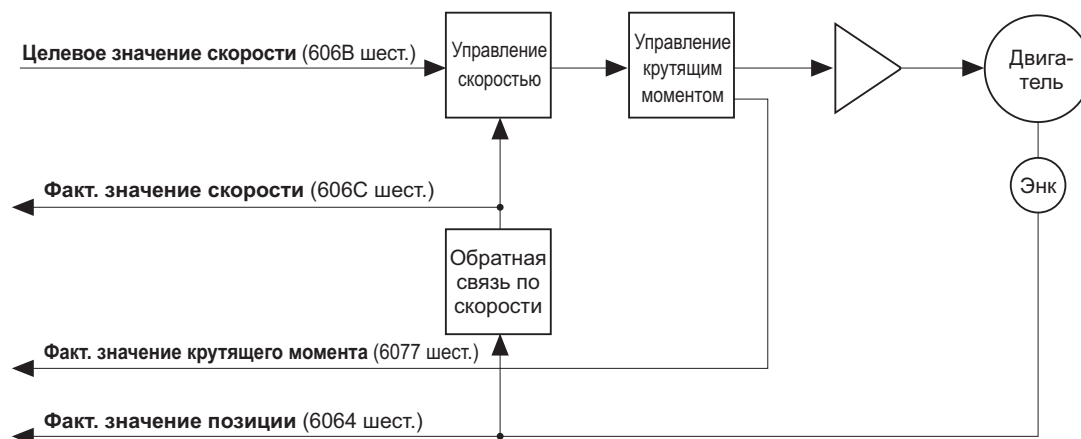 Целевое значение скорости (606B шест.)
Управление
скоростью
Управление
крутящим
моментом
Двига-
тель
Энк
Факт. значение скорости (606C шест.)
Обратная
связь по
скорости
Факт. значение крутящего момента (6077 шест.)
Факт. значение позиции (6064 шест.)